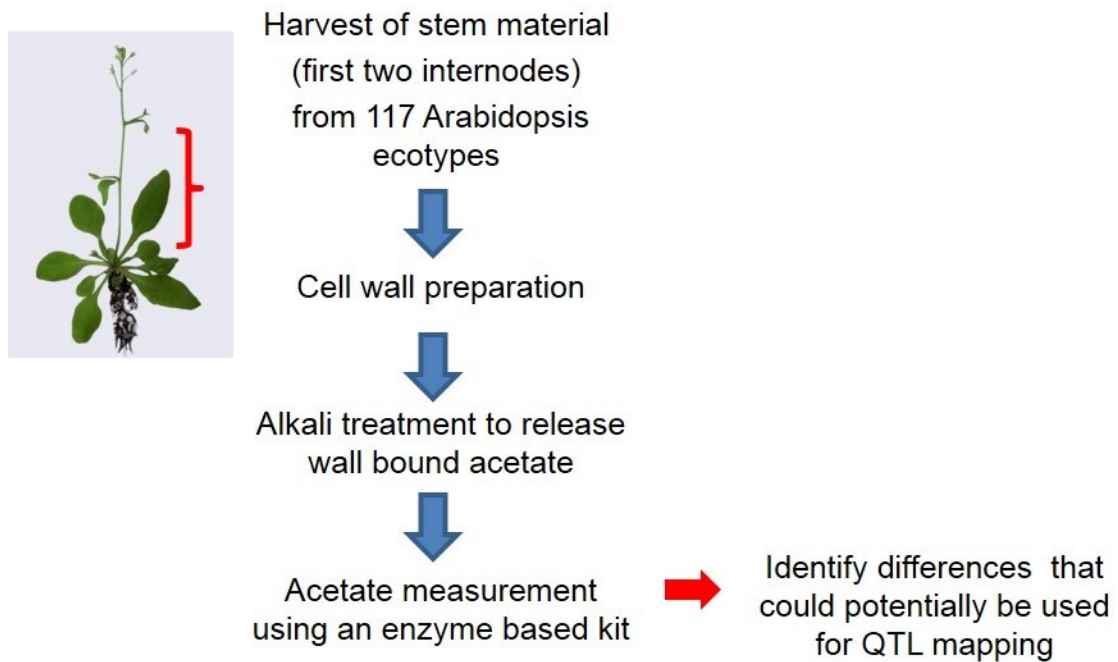 Harvest of stem material
(first two internodes)
from 117 Arabidopsis
ecotypes
Cell wall preparation
Alkali treatment to release
wall bound acetate
Acetate measurement
using an enzyme based kit
Identify differences that
could potentially be used
for QTL mapping